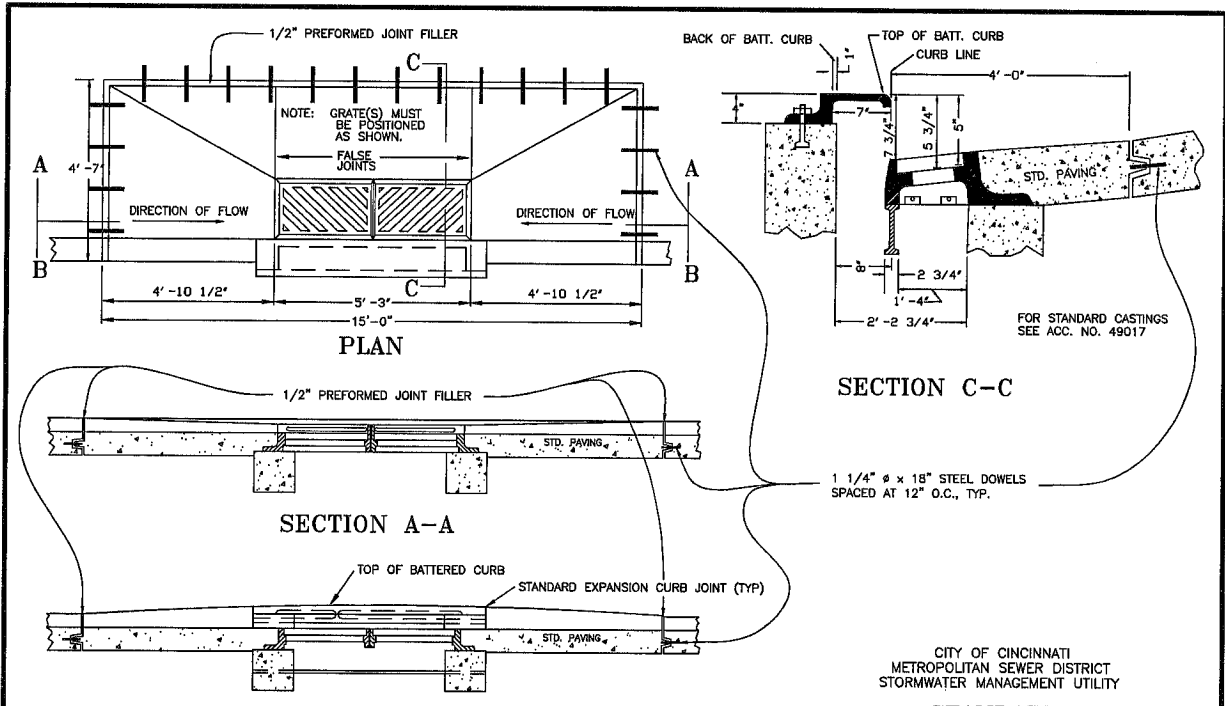 1/2" PREFORMED JOINT FILLER
C
NOTE: GRATE(S) MUST
BE POSITIONED
AS SHOWN.
FALSE
JOINTS
4'-7"
A
B
DIRECTION OF FLOW
DIRECTION OF FLOW
A
B
C
4'-10 1/2"
5'-3"
4'-10 1/2"
15'-0"
PLAN
BACK OF BATT. CURB
1"
TOP OF BATT. CURB
CURB LINE
4'-0"
4"
7"
7 3/4"
5 3/4"
5"
STD. PAVING
8"
2 3/4"
1'-4"
2'-2 3/4"
FOR STANDARD CASTINGS
SEE ACC. NO. 49017
SECTION C-C
1/2" PREFORMED JOINT FILLER
STD. PAVING
SECTION A-A
1 1/4" ø x 18" STEEL DOWELS
SPACED AT 12" O.C., TYP.
TOP OF BATTERED CURB
STANDARD EXPANSION CURB JOINT (TYP)
STD. PAVING
CITY OF CINCINNATI
METROPOLITAN SEWER DISTRICT
STORMWATER MANAGEMENT UTILITY